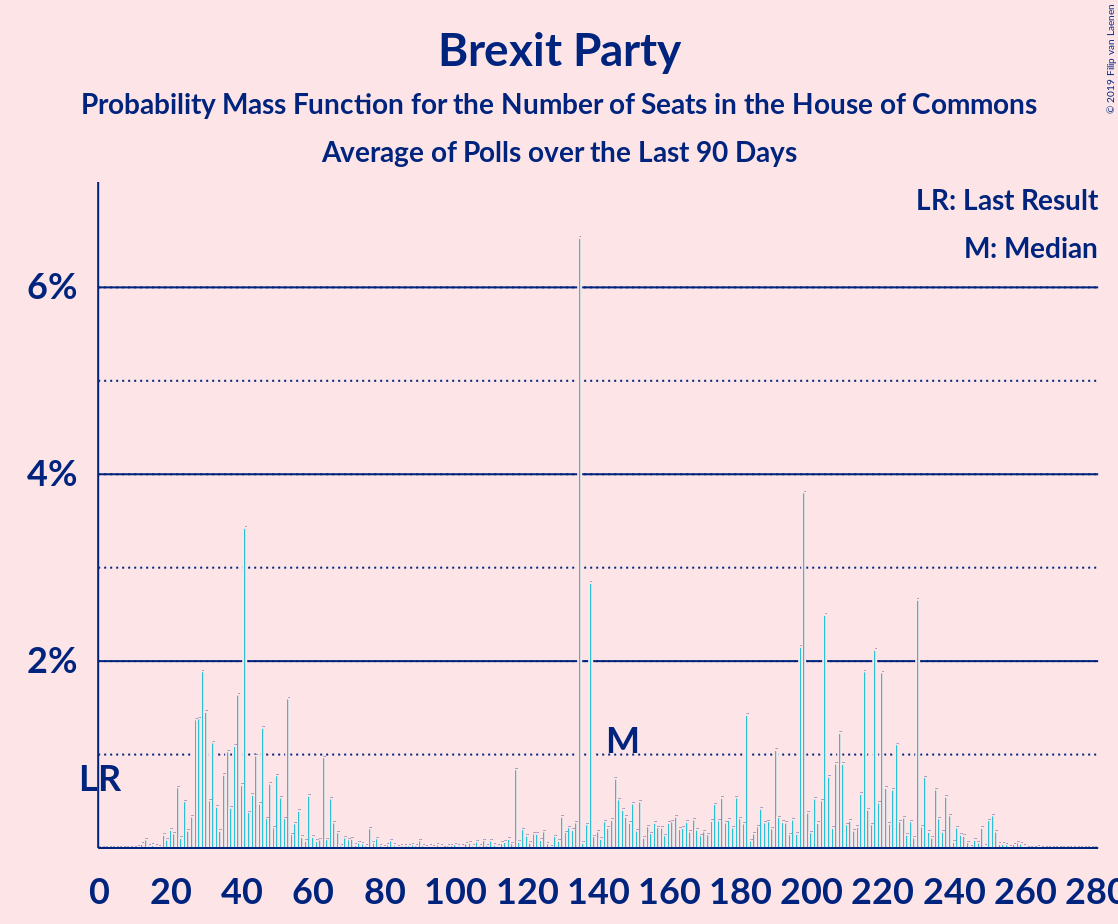 Brexit Party
Probability Mass Function for the Number of Seats in the House of Commons
Average of Polls over the Last 90 Days
© 2019 Filip van Laenen
LR: Last Result
M: Median
6%
4%
2%
M
LR
0 20 40 60 80 100 120 140 160 180 200 220 240 260 280